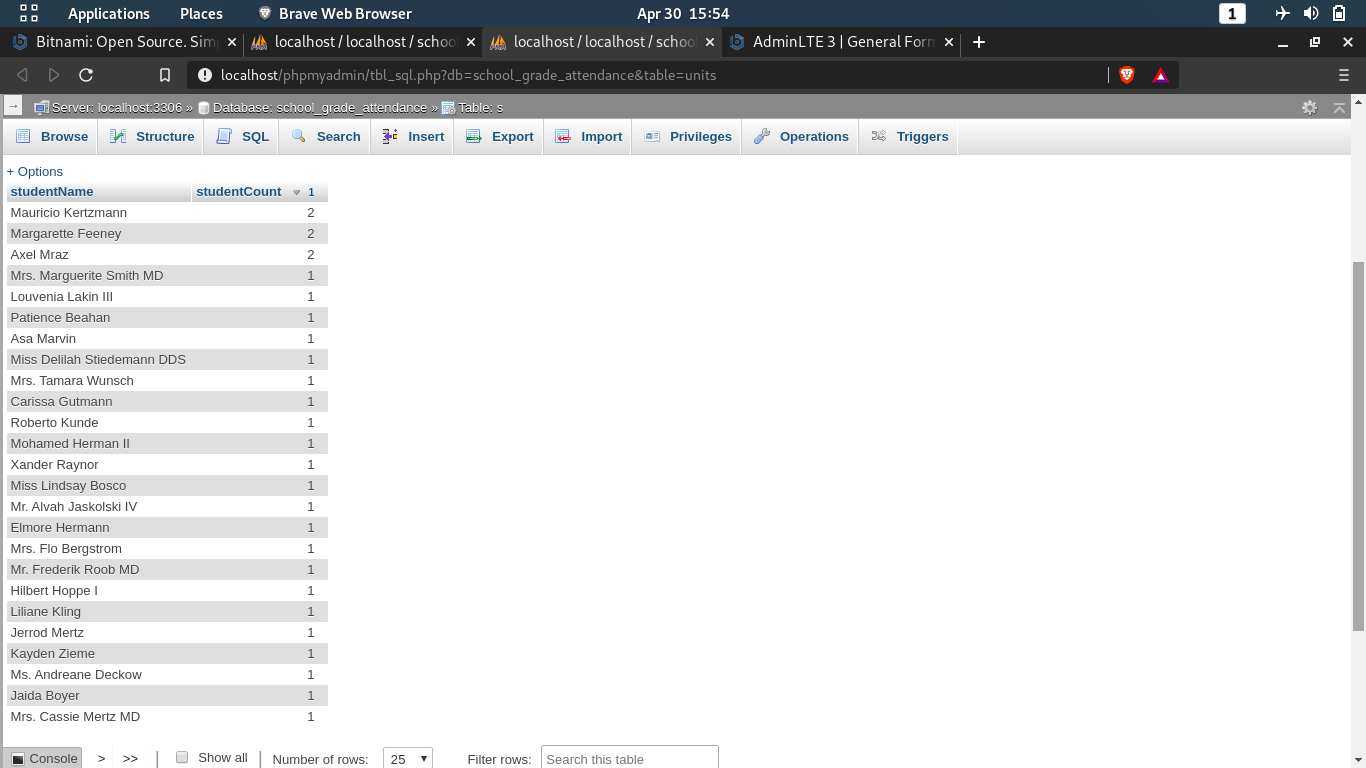 Applications Places Brave Web Browser Apr 30 15:54 1
Bitnami: Open Source. Sim localhost / localhost / schoo localhost / localhost / schoo AdminLTE 3 | General Form
localhost/phpmyadmin/tbl_sql.php?db=school_grade_attendance&table=units
Server: localhost:3306 » Database: school_grade_attendance » Table: s
Browse Structure SQL Search Insert Export Import Privileges Operations Triggers
+ Options
studentName studentCount 1
Mauricio Kertzmann 2
Margarette Feeney 2
Axel Mraz 2
Mrs. Marguerite Smith MD 1
Louvenia Lakin III 1
Patience Beahan 1
Asa Marvin 1
Miss Delilah Stiedemann DDS 1
Mrs. Tamara Wunsch 1
Carissa Gutmann 1
Roberto Kunde 1
Mohamed Herman II 1
Xander Raynor 1
Miss Lindsay Bosco 1
Mr. Alvah Jaskolski IV 1
Elmore Hermann 1
Mrs. Flo Bergstrom 1
Mr. Frederik Roob MD 1
Hilbert Hoppe I 1
Liliane Kling 1
Jerrod Mertz 1
Kayden Zieme 1
Ms. Andreane Deckow 1
Jaida Boyer 1
Mrs. Cassie Mertz MD 1
Console > >> | Show all | Number of rows: 25 Filter rows: Search this table